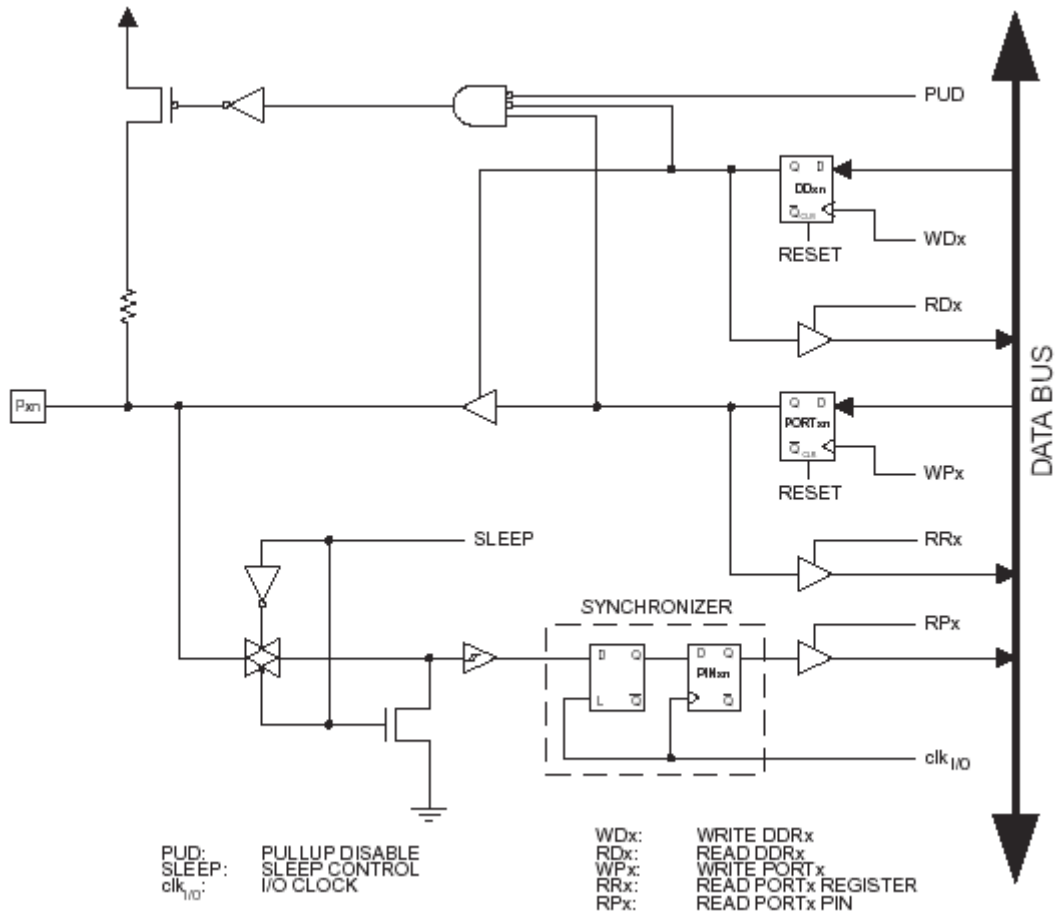 PUD
Q D
DDxn
Q CLR
WDx
RESET
RDx
Pxn
Q D
PORTxn
Q CLR
WPx
RESET
DATA BUS
SLEEP
RRx
SYNCHRONIZER
RPx
D Q
D Q
PINxn
L Q
Q
clk I/O
PUD: PULLUP DISABLE
SLEEP: SLEEP CONTROL
clk I/O: I/O CLOCK
WDx: WRITE DDRx
RDx: READ DDRx
WPx: WRITE PORTx
RRx: READ PORTx REGISTER
RPx: READ PORTx PIN